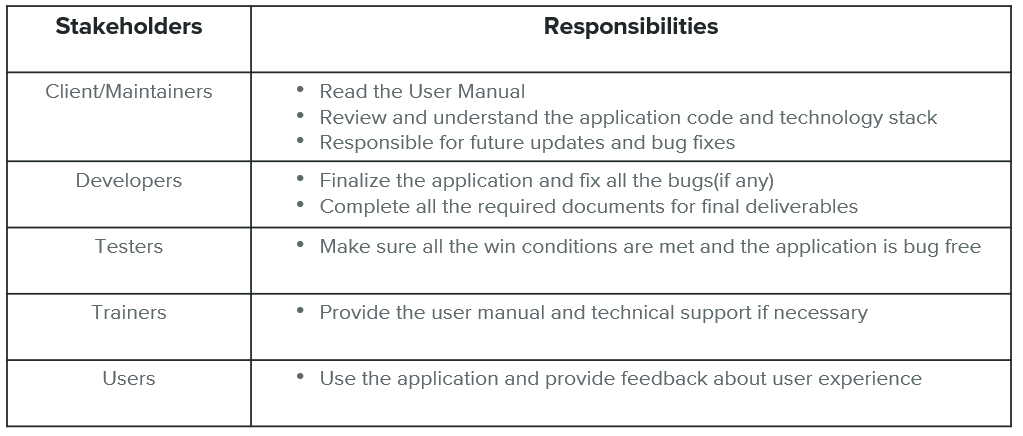 Stakeholders Responsibilities
Client/Maintainers • Read the User Manual
• Review and understand the application code and technology stack
• Responsible for future updates and bug fixes
Developers • Finalize the application and fix all the bugs(if any)
• Complete all the required documents for final deliverables
Testers • Make sure all the win conditions are met and the application is bug free
Trainers • Provide the user manual and technical support if necessary
Users • Use the application and provide feedback about user experience